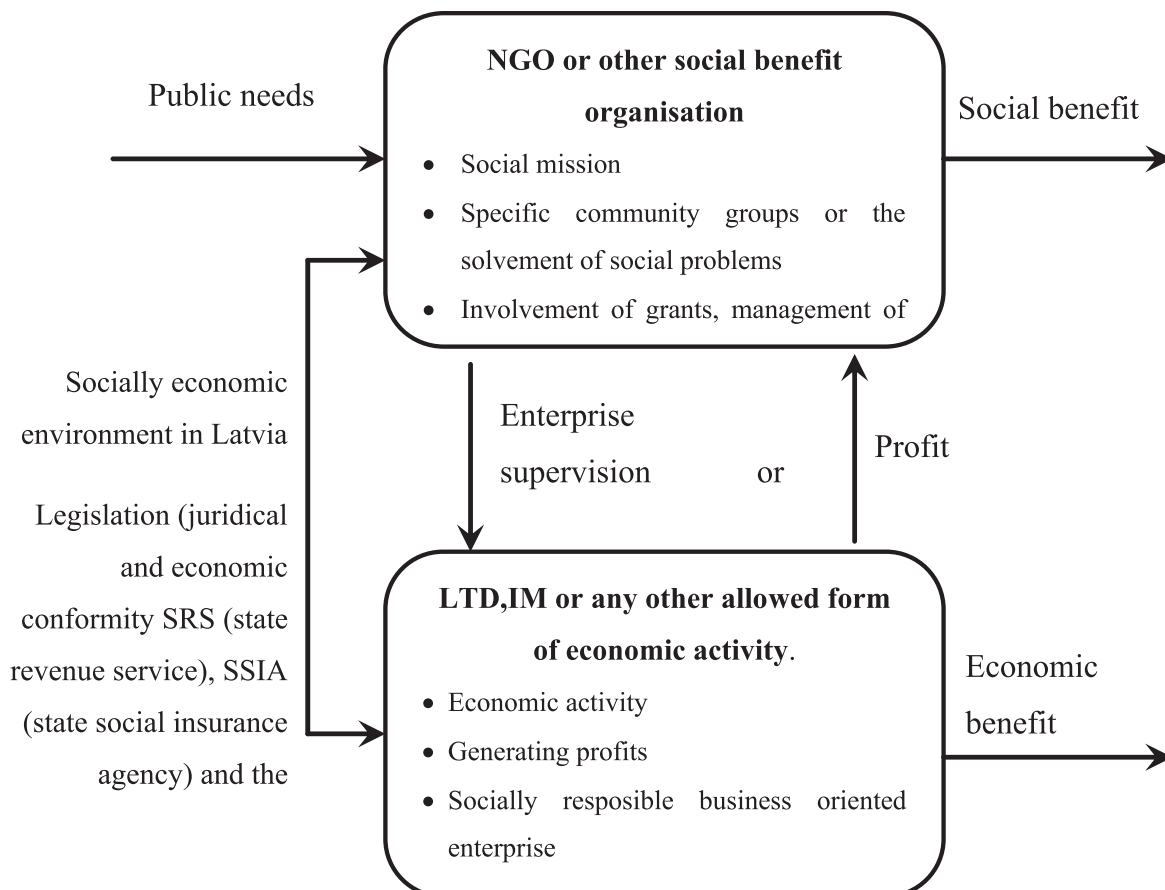 Public needs
NGO or other social benefit
organisation
• Social mission
• Specific community groups or the
solvement of social problems
• Involvement of grants, management of
Social benefit
Socially economic
environment in Latvia
Legislation (juridical
and economic
conformity SRS (state
revenue service), SSIA
(state social insurance
agency) and the
Enterprise
supervision or
Profit
LTD,IM or any other allowed form
of economic activity.
• Economic activity
• Generating profits
• Socially resposible business oriented
enterprise
Economic
benefit